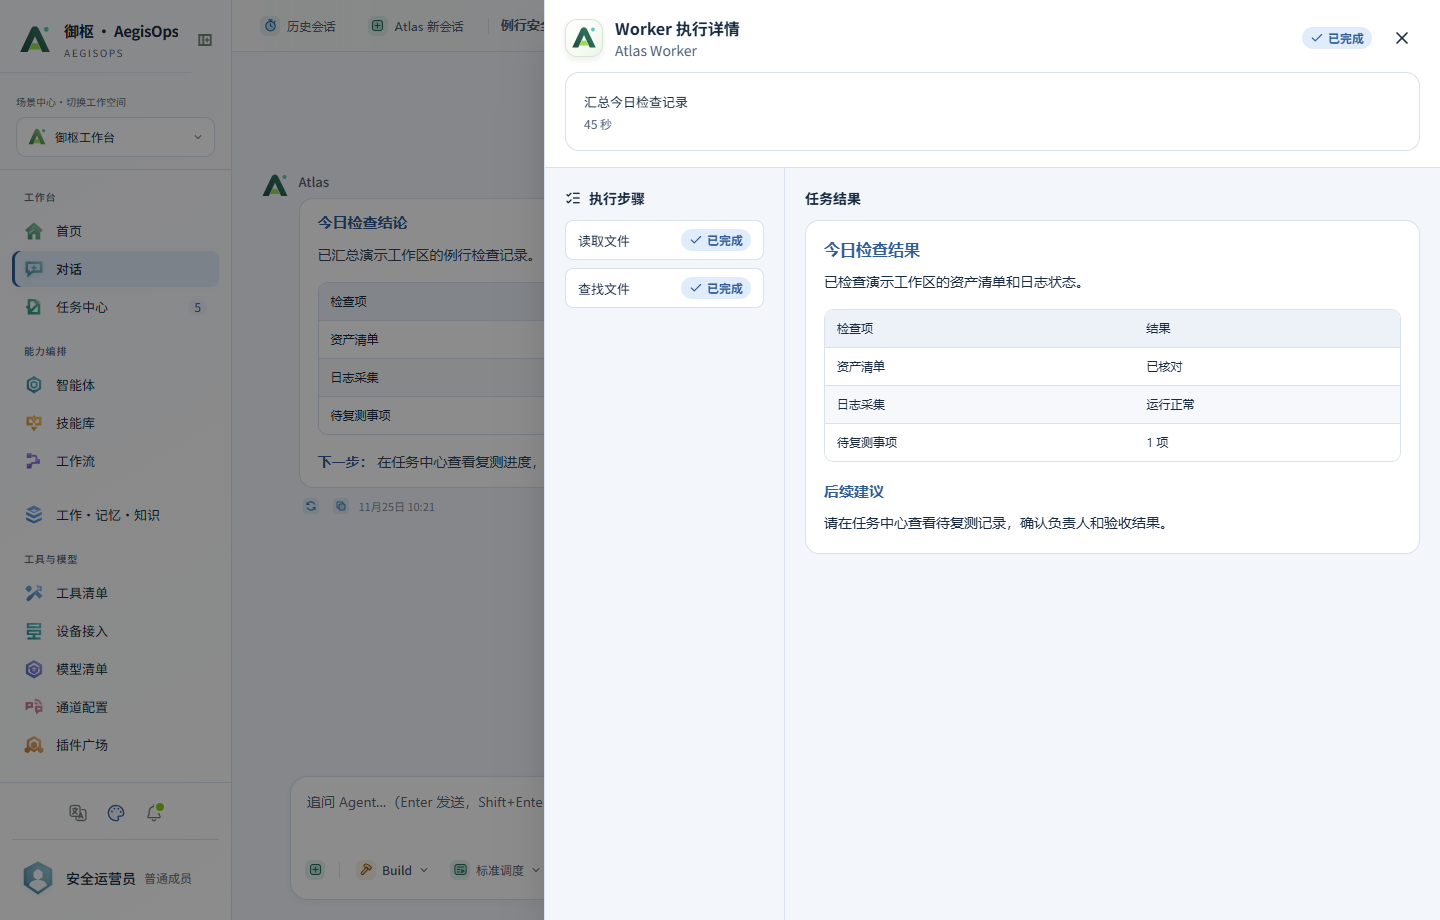 御枢 · AegisOps
AEGISOPS
场景中心 · 切换工作空间
御枢工作台
工作台
首页
对话
任务中心 5
能力编排
智能体
技能库
工作流
工作 · 记忆 · 知识
工具与模型
工具清单
设备接入
模型清单
通道配置
插件广场
安全运营员 普通成员
历史会话 Atlas 新会话 例行安全
Atlas
今日检查结论
已汇总演示工作区的例行检查记录。
检查项
资产清单
日志采集
待复测事项
下一步： 在任务中心查看复测进度，
11月25日 10:21
追问 Agent...（Enter 发送，Shift+Ente
Build 标准调度
Worker 执行详情
Atlas Worker
已完成
汇总今日检查记录
45 秒
执行步骤
读取文件 已完成
查找文件 已完成
任务结果
今日检查结果
已检查演示工作区的资产清单和日志状态。
检查项 结果
资产清单 已核对
日志采集 运行正常
待复测事项 1 项
后续建议
请在任务中心查看待复测记录，确认负责人和验收结果。